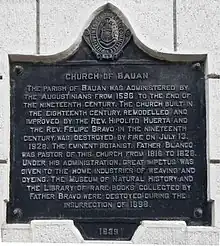 CHURCH OF BAUAN
THE PARISH OF BAUAN WAS ADMINISTERED BY
THE AUGUSTINIANS FROM 1596 TO THE END OF
THE NINETEENTH CENTURY. THE CHURCH BUILT IN
THE EIGHTEENTH CENTURY, REMODELLED AND
IMPROVED BY THE REV. HIPOLITO HUERTA AND
THE REV. FELIPE BRAVO IN THE NINETEENTH
CENTURY, WAS DESTROYED BY FIRE ON JULY 13,
1928. THE EMINENT BOTANIST, FATHER BLANCO
WAS PASTOR OF THIS CHURCH FROM 1816 TO 1828.
UNDER HIS ADMINISTRATION, GREAT IMPETUS WAS
GIVEN TO THE HOME INDUSTRIES OF WEAVING AND
DYEING. THE MUSEUM OF NATURAL HISTORY AND
THE LIBRARY OF RARE BOOKS COLLECTED BY
FATHER BRAVO WERE DESTOYED DURING THE
INSURRECTION OF 1898.
1939